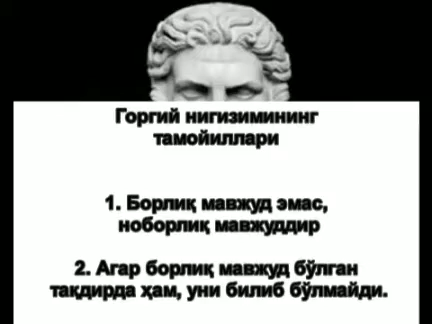 Горгий нигизимининг
тамойиллари
1. Борлиқ мавжуд эмас,
ноборлиқ мавжуддир
2. Агар борлиқ мавжуд бўлган
тақдирда ҳам, уни билиб бўлмайди.